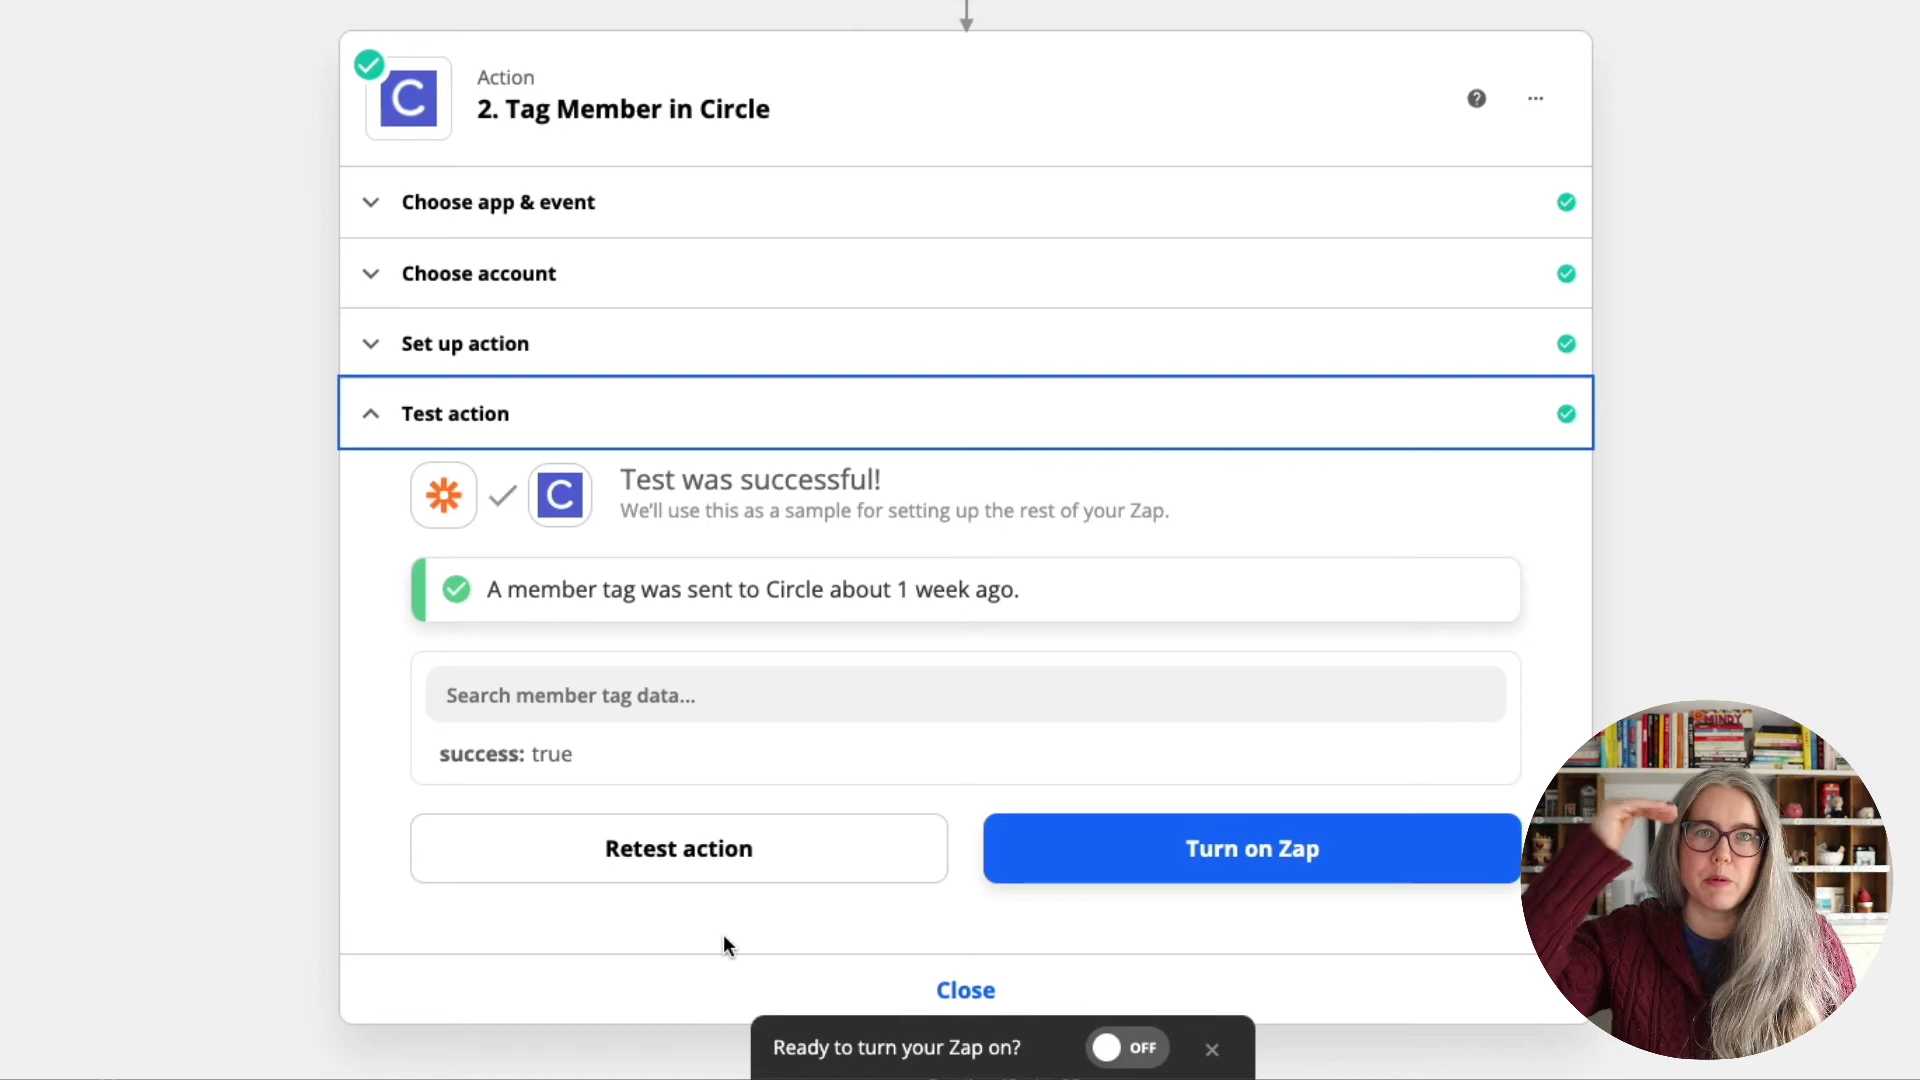 Action
2. Tag Member in Circle
Choose app & event
Choose account
Set up action
Test action
Test was successful!
We'll use this as a sample for setting up the rest of your Zap.
A member tag was sent to Circle about 1 week ago.
Search member tag data...
success: true
Retest action
Turn on Zap
Close
Ready to turn your Zap on?
OFF
MINDY